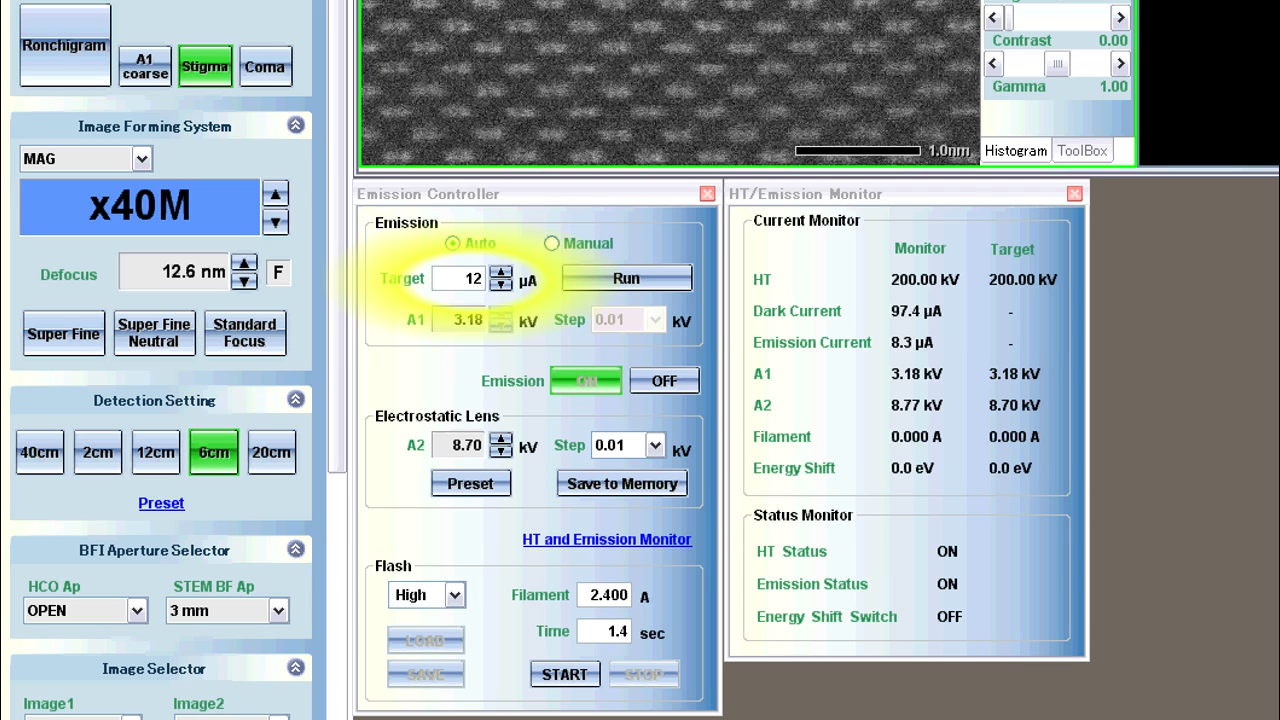 Ronchigram
A1
coarse
Stigma
Coma
Image Forming System
MAG
x40M
Defocus
12.6 nm
F
Super Fine
Super Fine
Neutral
Standard
Focus
Detection Setting
40cm
2cm
12cm
6cm
20cm
Preset
BFI Aperture Selector
HCO Ap
STEM BF Ap
OPEN
3 mm
Image Selector
Image1
Image2
1.0nm
Contrast 0.00
Gamma 1.00
Histogram
ToolBox
Emission Controller
Emission
Auto
Manual
Target 12 µA
Run
A1 3.18 kV
Step 0.01 kV
Emission ON OFF
Electrostatic Lens
A2 8.70 kV
Step 0.01 kV
Preset
Save to Memory
HT and Emission Monitor
Flash
High
Filament 2.400 A
LOAD
Time 1.4 sec
SAVE
START
STOP
HT/Emission Monitor
Current Monitor
Monitor Target
HT 200.00 kV 200.00 kV
Dark Current 97.4 µA -
Emission Current 8.3 µA -
A1 3.18 kV 3.18 kV
A2 8.77 kV 8.70 kV
Filament 0.000 A 0.000 A
Energy Shift 0.0 eV 0.0 eV
Status Monitor
HT Status ON
Emission Status ON
Energy Shift Switch OFF